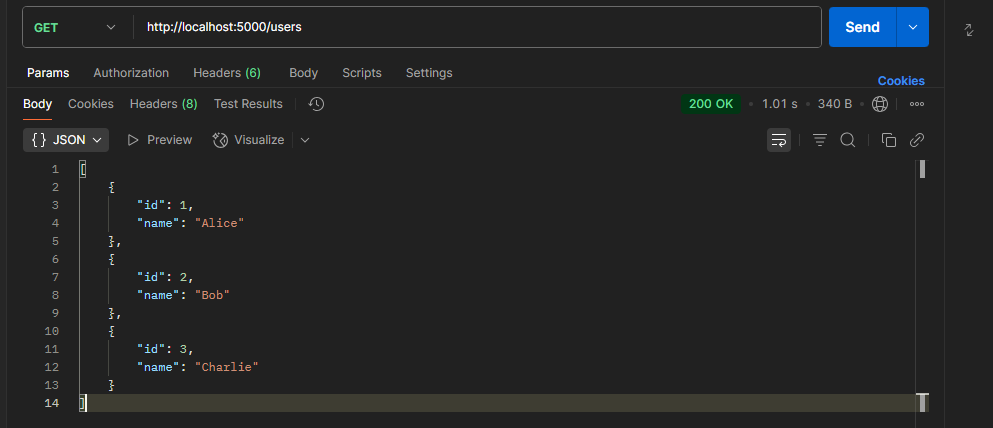 GET http://localhost:5000/users Send
Params Authorization Headers (6) Body Scripts Settings Cookies
Body Cookies Headers (8) Test Results 200 OK • 1.01 s • 340 B
{} JSON Preview Visualize
1 [
2 {
3 "id": 1,
4 "name": "Alice"
5 },
6 {
7 "id": 2,
8 "name": "Bob"
9 },
10 {
11 "id": 3,
12 "name": "Charlie"
13 }
14 ]